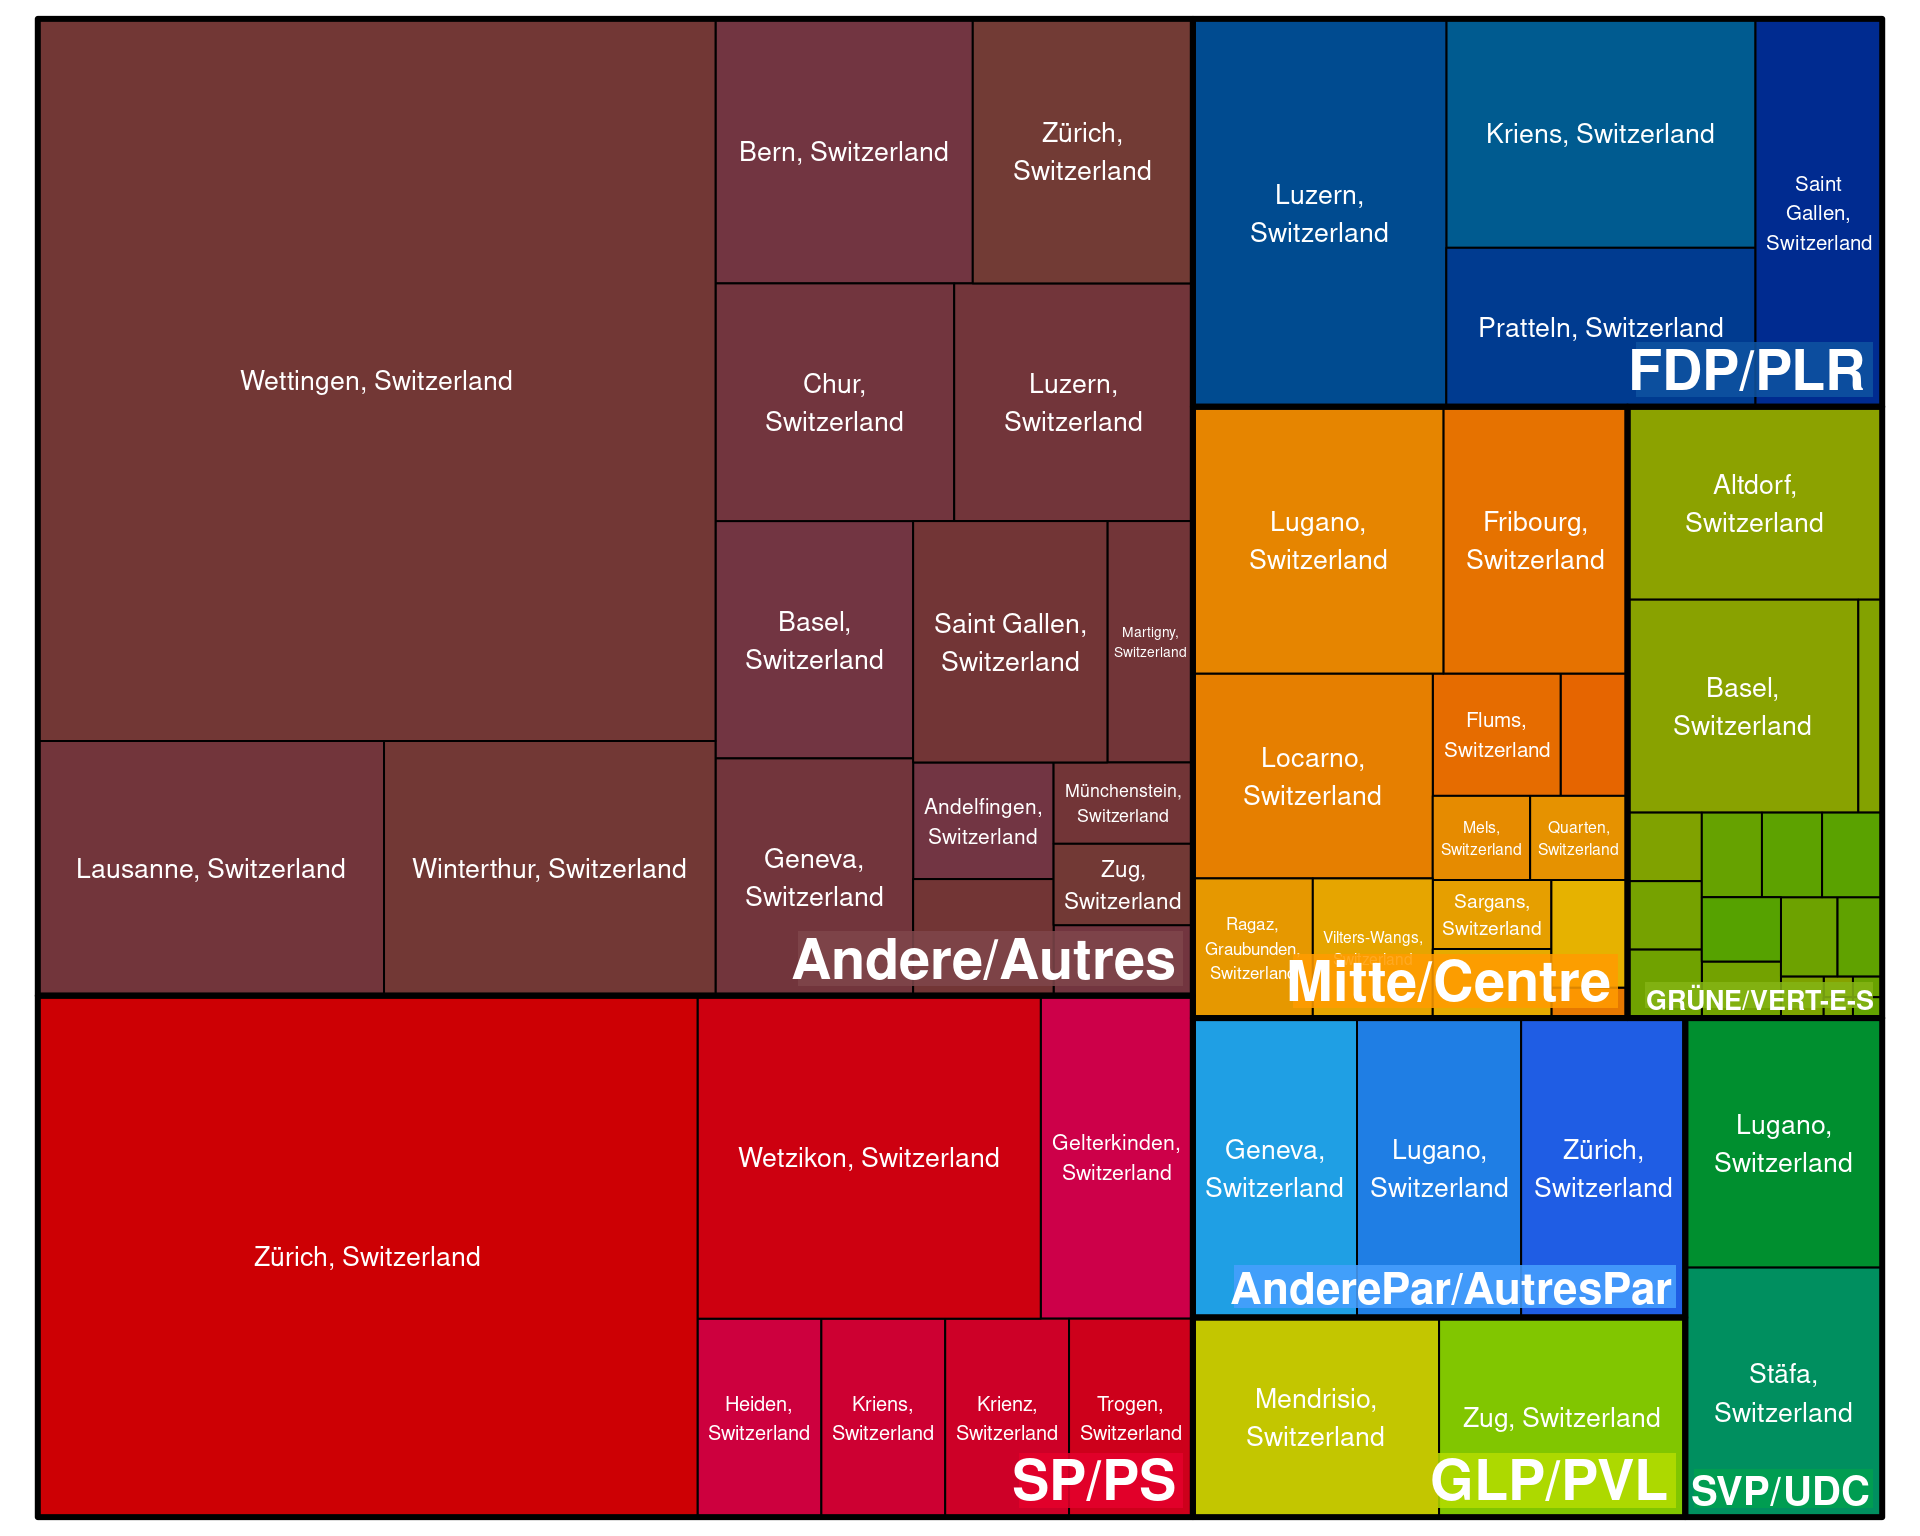 Wettingen, Switzerland
Lausanne, Switzerland
Winterthur, Switzerland
Bern, Switzerland
Zürich,
Switzerland
Chur,
Switzerland
Luzern,
Switzerland
Basel,
Switzerland
Saint Gallen,
Switzerland
Martigny,
Switzerland
Geneva,
Switzerland
Andelfingen,
Switzerland
Münchenstein,
Switzerland
Zug,
Switzerland
Andere/Autres
Zürich, Switzerland
Wetzikon, Switzerland
Gelterkinden,
Switzerland
Heiden,
Switzerland
Kriens,
Switzerland
Krienz,
Switzerland
Trogen,
Switzerland
SP/PS
Luzern,
Switzerland
Kriens, Switzerland
Pratteln, Switzerland
Saint
Gallen,
Switzerland
FDP/PLR
Lugano,
Switzerland
Fribourg,
Switzerland
Locarno,
Switzerland
Flums,
Switzerland
Mels,
Switzerland
Quarten,
Switzerland
Sargans,
Switzerland
Ragaz,
Graubunden,
Switzerland
Vilters-Wangs,
Switzerland
Mitte/Centre
Altdorf,
Switzerland
Basel,
Switzerland
GRÜNE/VERT-E-S
Geneva,
Switzerland
Lugano,
Switzerland
Zürich,
Switzerland
AnderePar/AutresPar
Mendrisio,
Switzerland
Zug, Switzerland
GLP/PVL
Lugano,
Switzerland
Stäfa,
Switzerland
SVP/UDC